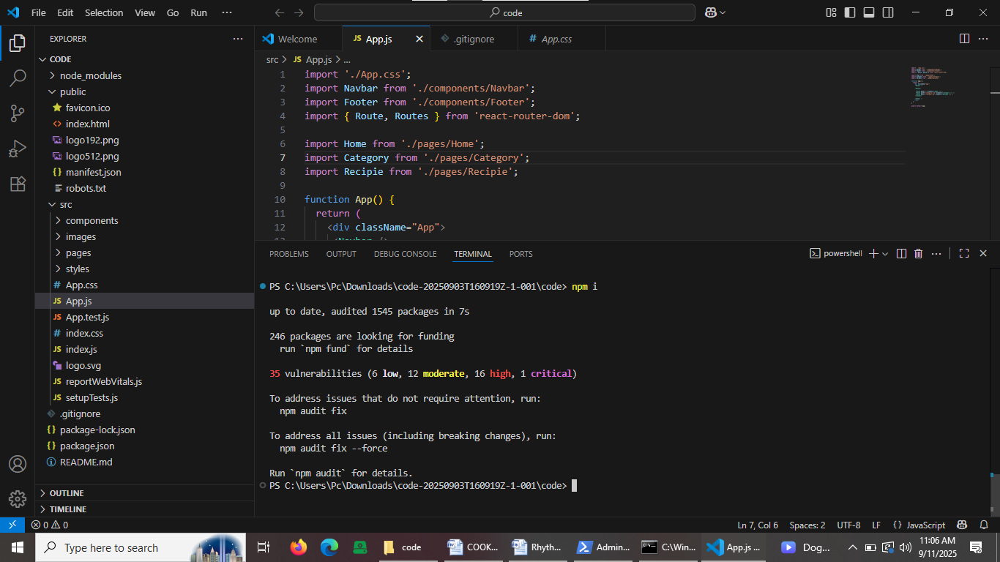 File Edit Selection View Go Run ···
code
EXPLORER ···
CODE
node_modules
public
favicon.ico
index.html
logo192.png
logo512.png
manifest.json
robots.txt
src
components
images
pages
styles
App.css
App.js
App.test.js
index.css
index.js
logo.svg
reportWebVitals.js
setupTests.js
.gitignore
package-lock.json
package.json
README.md
OUTLINE
TIMELINE
Welcome JS App.js .gitignore # App.css
src > JS App.js > ...
1 import './App.css';
2 import Navbar from './components/Navbar';
3 import Footer from './components/Footer';
4 import { Route, Routes } from 'react-router-dom';
5
6 import Home from './pages/Home';
7 import Category from './pages/Category';
8 import Recipie from './pages/Recipie';
9
10 function App() {
11 return (
12 <div className="App">
13 <Navbar />
PROBLEMS OUTPUT DEBUG CONSOLE TERMINAL PORTS powershell
PS C:\Users\Pc\Downloads\code-20250903T160919Z-1-001\code> npm i
up to date, audited 1545 packages in 7s
246 packages are looking for funding
run `npm fund` for details
35 vulnerabilities (6 low, 12 moderate, 16 high, 1 critical)
To address issues that do not require attention, run:
npm audit fix
To address all issues (including breaking changes), run:
npm audit fix --force
Run `npm audit` for details.
PS C:\Users\Pc\Downloads\code-20250903T160919Z-1-001\code>
0 0 Ln 7, Col 6 Spaces: 2 UTF-8 LF {} JavaScript
Type here to search code COOK... Rhyth... Admin... C:\Win... App.js ... Dog... 11:06 AM
9/11/2025